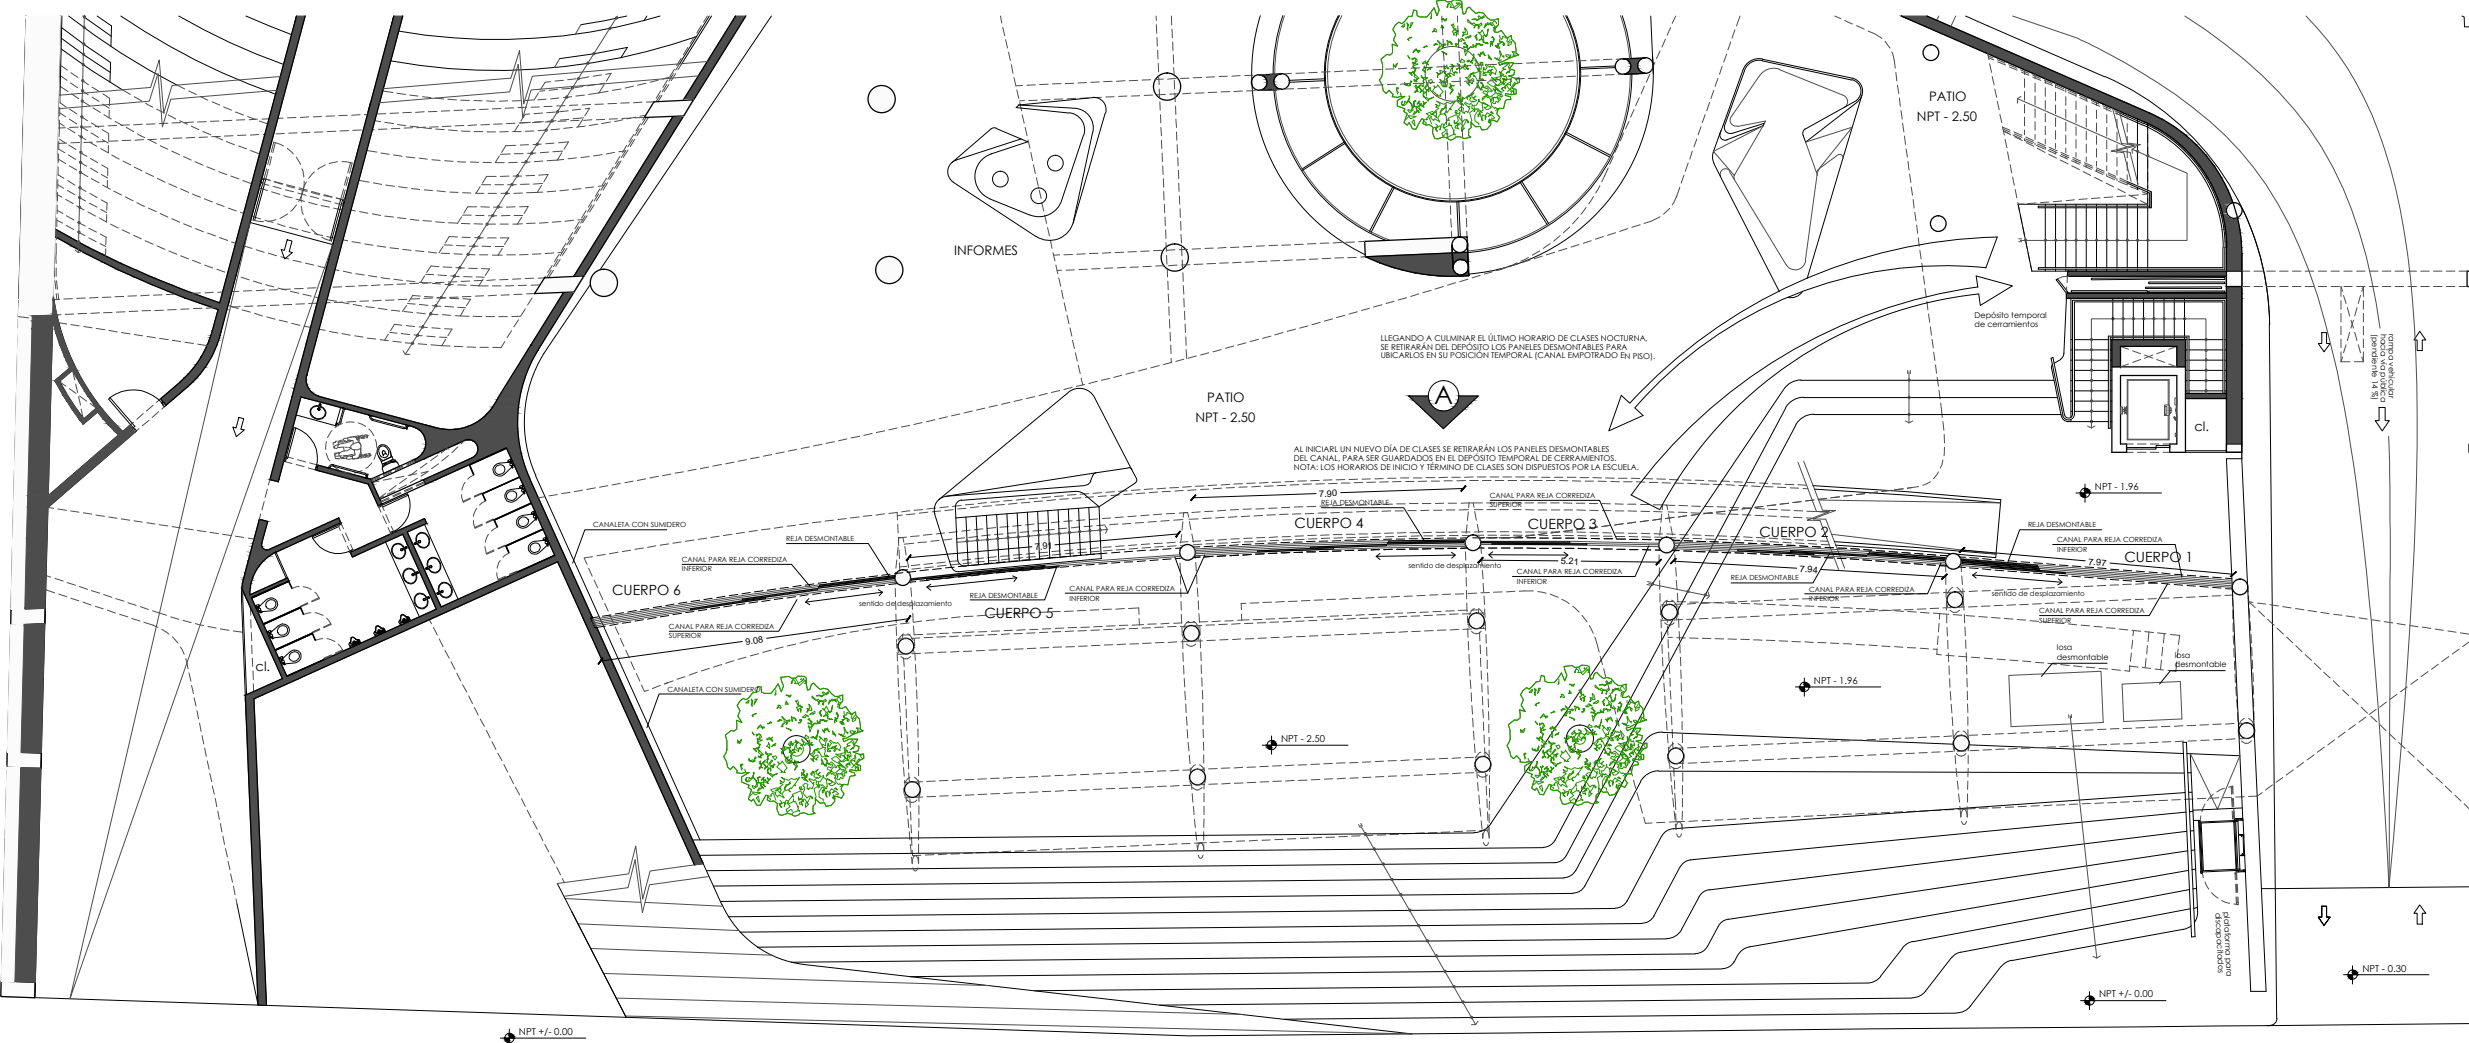 PATIO
NPT - 2.50
INFORMES
Depósito temporal
de cerramientos
LLEGANDO A CULMINAR EL ÚLTIMO HORARIO DE CLASES NOCTURNA,
SE RETIRARÁN DEL DEPÓSITO LOS PANELES DESMONTABLES PARA
UBICARLOS EN SU POSICIÓN TEMPORAL (CANAL EMPOTRADO EN PISO).
rampa vehicular
hacia vía pública
(pendiente 14 %)
PATIO
NPT - 2.50
A
cl.
AL INICIARL UN NUEVO DÍA DE CLASES SE RETIRARÁN LOS PANELES DESMONTABLES
DEL CANAL, PARA SER GUARDADOS EN EL DEPÓSITO TEMPORAL DE CERRAMIENTOS.
NOTA: LOS HORARIOS DE INICIO Y TÉRMINO DE CLASES SON DISPUESTOS POR LA ESCUELA.
NPT - 1.96
7.90
REJA DESMONTABLE
CANAL PARA REJA CORREDIZA
SUPERIOR
CANALETA CON SUMIDERO
CUERPO 4
CUERPO 3
CUERPO 2
REJA DESMONTABLE
REJA DESMONTABLE
CANAL PARA REJA CORREDIZA
INFERIOR
7.91
CUERPO 1
CANAL PARA REJA CORREDIZA
INFERIOR
sentido de desplazamiento
5.21
7.94
7.97
CANAL PARA REJA CORREDIZA
INFERIOR
REJA DESMONTABLE
CUERPO 6
CANAL PARA REJA CORREDIZA
INFERIOR
CANAL PARA REJA CORREDIZA
INFERIOR
sentido de desplazamiento
REJA DESMONTABLE
sentido de desplazamiento
CUERPO 5
CANAL PARA REJA CORREDIZA
SUPERIOR
CANAL PARA REJA CORREDIZA
SUPERIOR
9.08
cl.
losa
desmontable
losa
desmontable
NPT - 1.96
CANALETA CON SUMIDERO
NPT - 2.50
plataforma para
discapacitados
NPT - 0.30
NPT +/- 0.00
NPT +/- 0.00